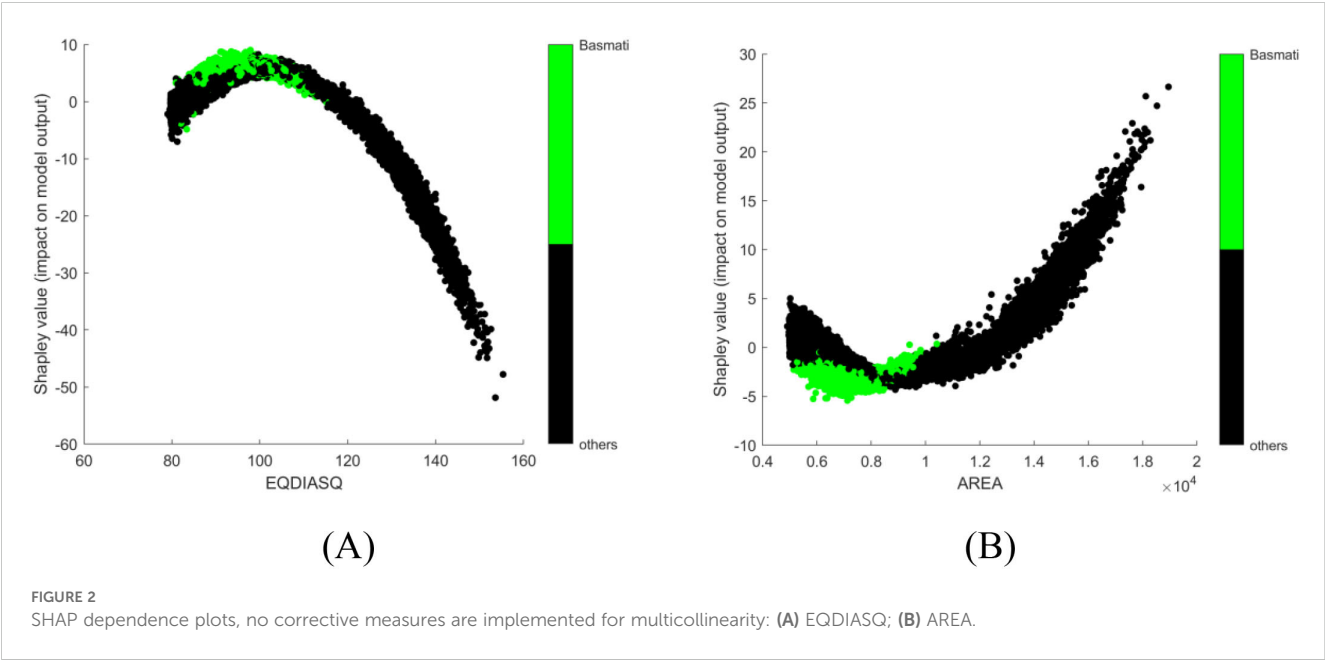 10
0
-10
-20
-30
-40
-50
-60
60
80
100
120
140
160
EQDIASQ
Shapley value (impact on model output)
Basmati
others
(A)
30
25
20
15
10
5
0
-5
-10
0.4
0.6
0.8
1
1.2
1.4
1.6
1.8
2
×10⁴
AREA
Shapley value (impact on model output)
Basmati
others
(B)
FIGURE 2
SHAP dependence plots, no corrective measures are implemented for multicollinearity: (A) EQDIASQ; (B) AREA.